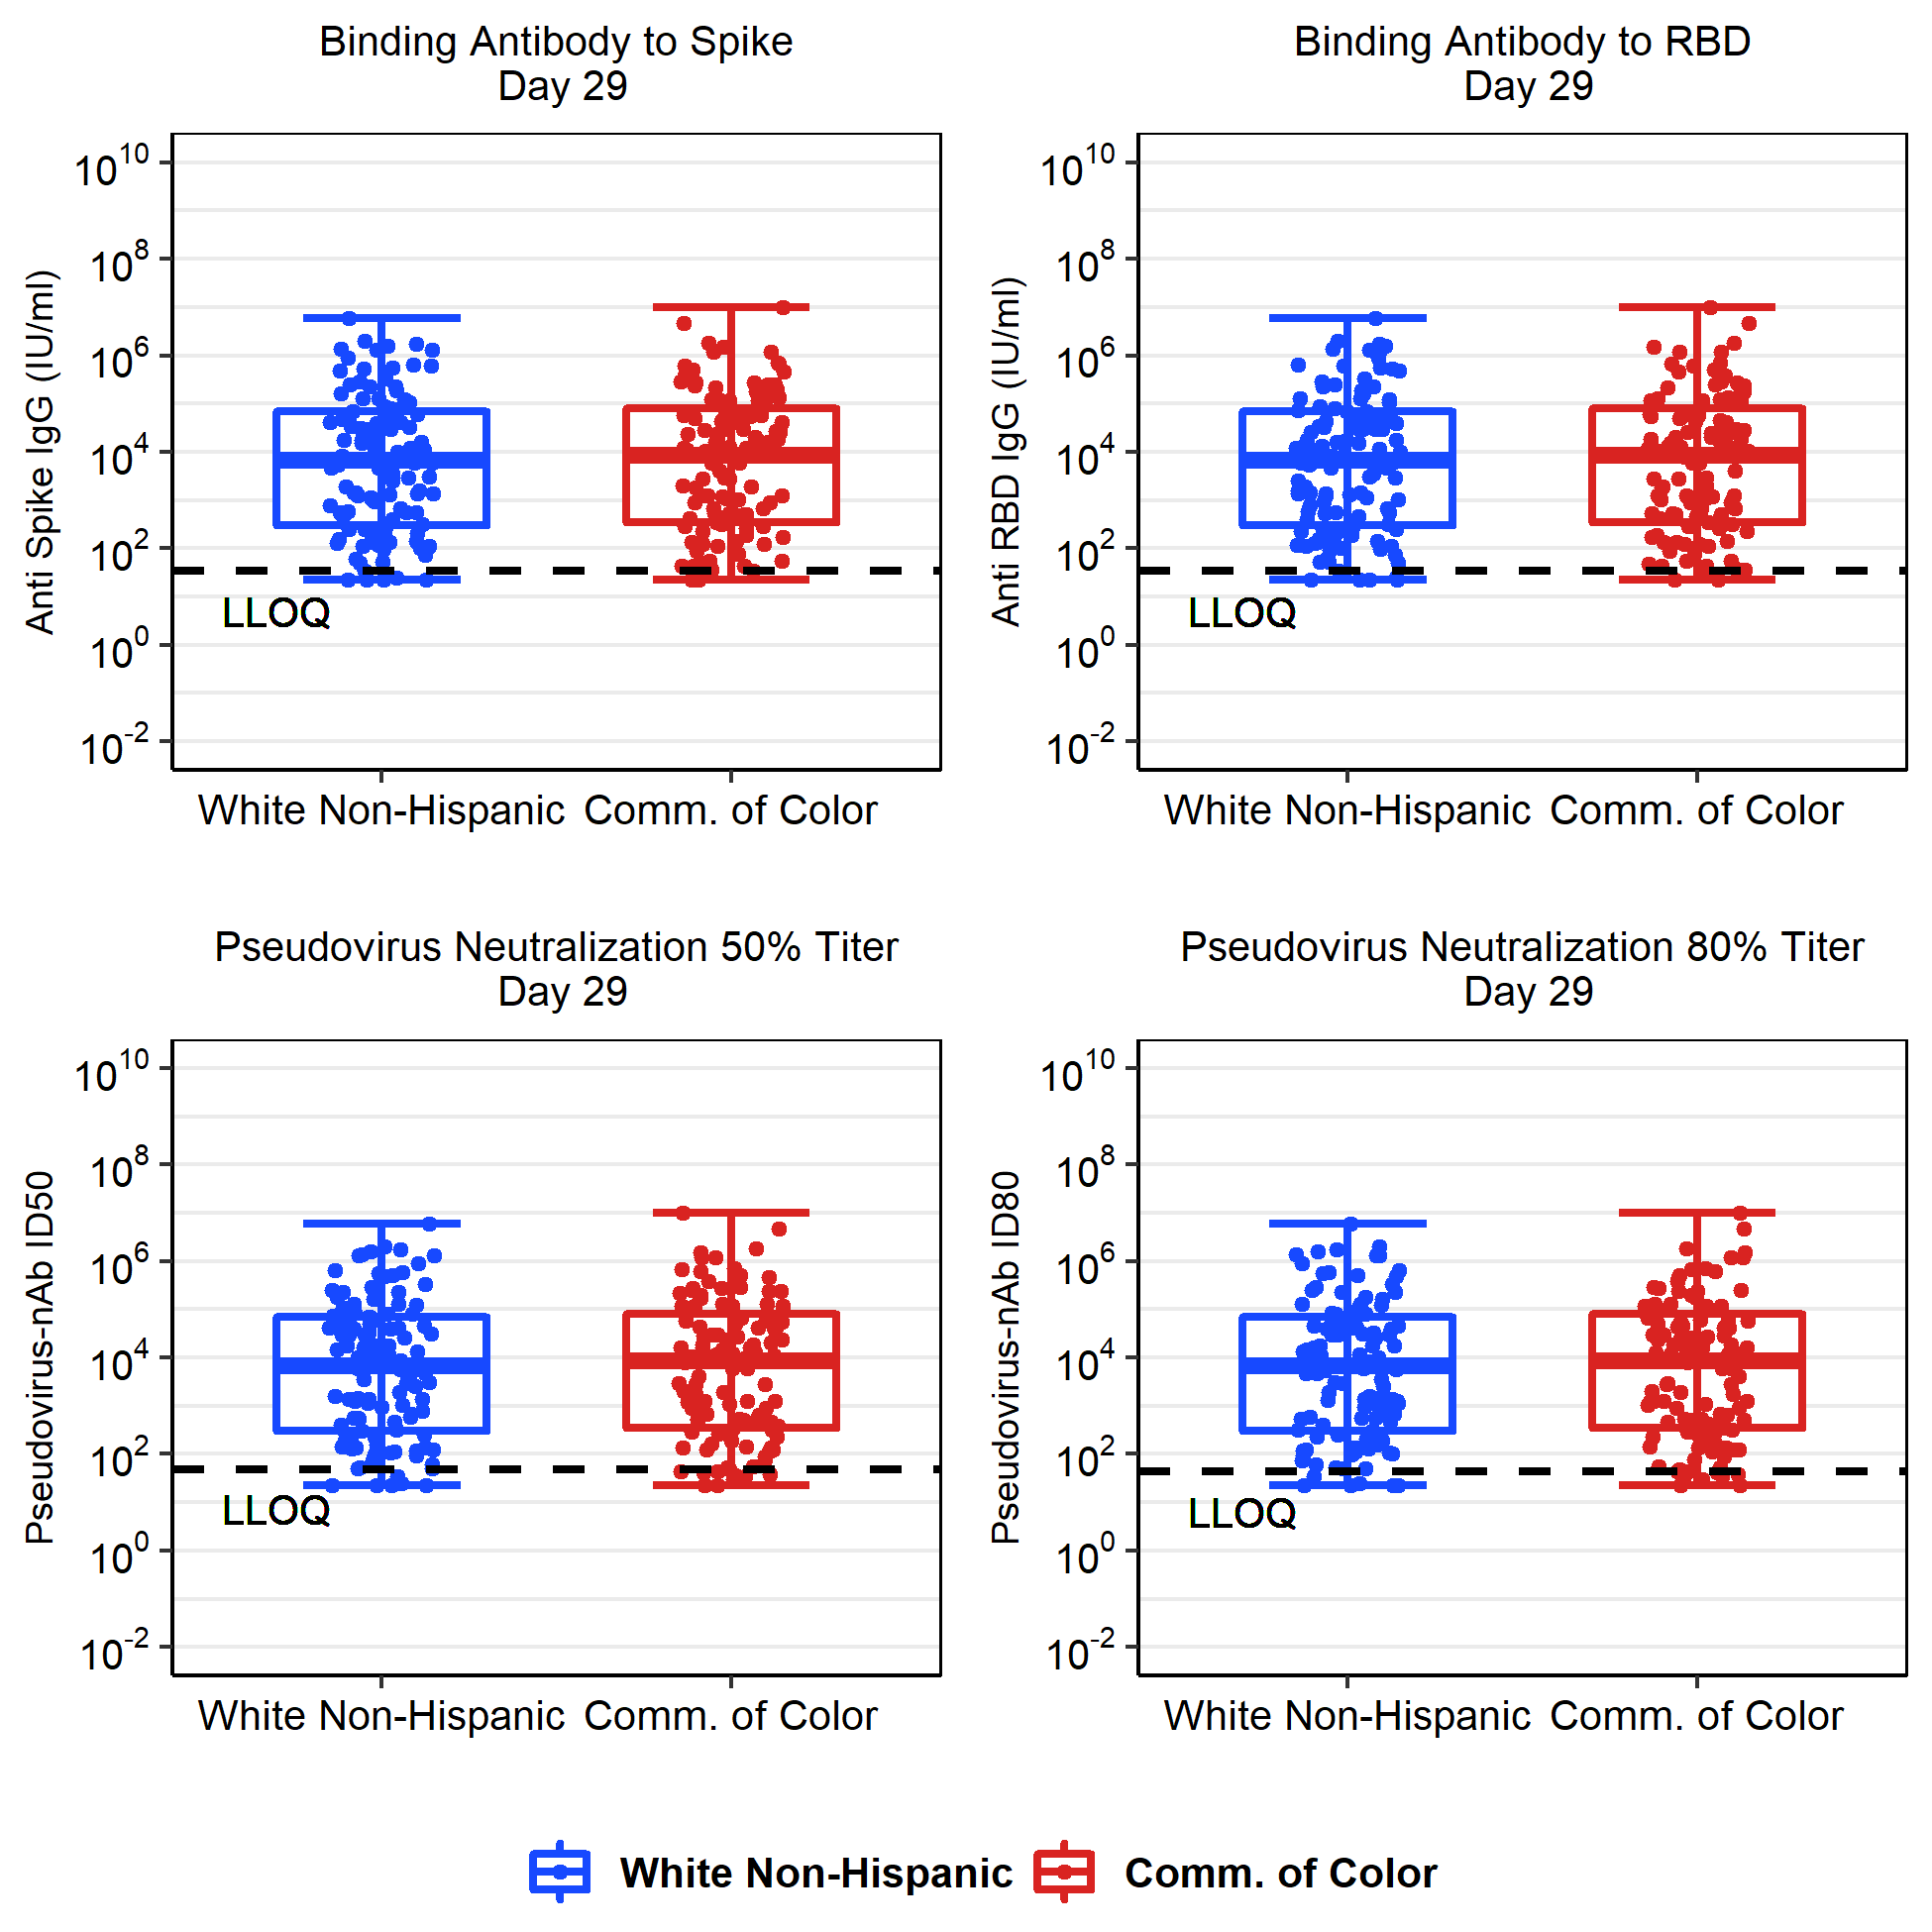 Binding Antibody to Spike
Day 29
Anti Spike IgG (IU/ml)
10^10
10^8
10^6
10^4
10^2
10^0
10^-2
LLOQ
White Non-Hispanic Comm. of Color
Binding Antibody to RBD
Day 29
Anti RBD IgG (IU/ml)
10^10
10^8
10^6
10^4
10^2
10^0
10^-2
LLOQ
White Non-Hispanic Comm. of Color
Pseudovirus Neutralization 50% Titer
Day 29
Pseudovirus-nAb ID50
10^10
10^8
10^6
10^4
10^2
10^0
10^-2
LLOQ
White Non-Hispanic Comm. of Color
Pseudovirus Neutralization 80% Titer
Day 29
Pseudovirus-nAb ID80
10^10
10^8
10^6
10^4
10^2
10^0
10^-2
LLOQ
White Non-Hispanic Comm. of Color
White Non-Hispanic Comm. of Color